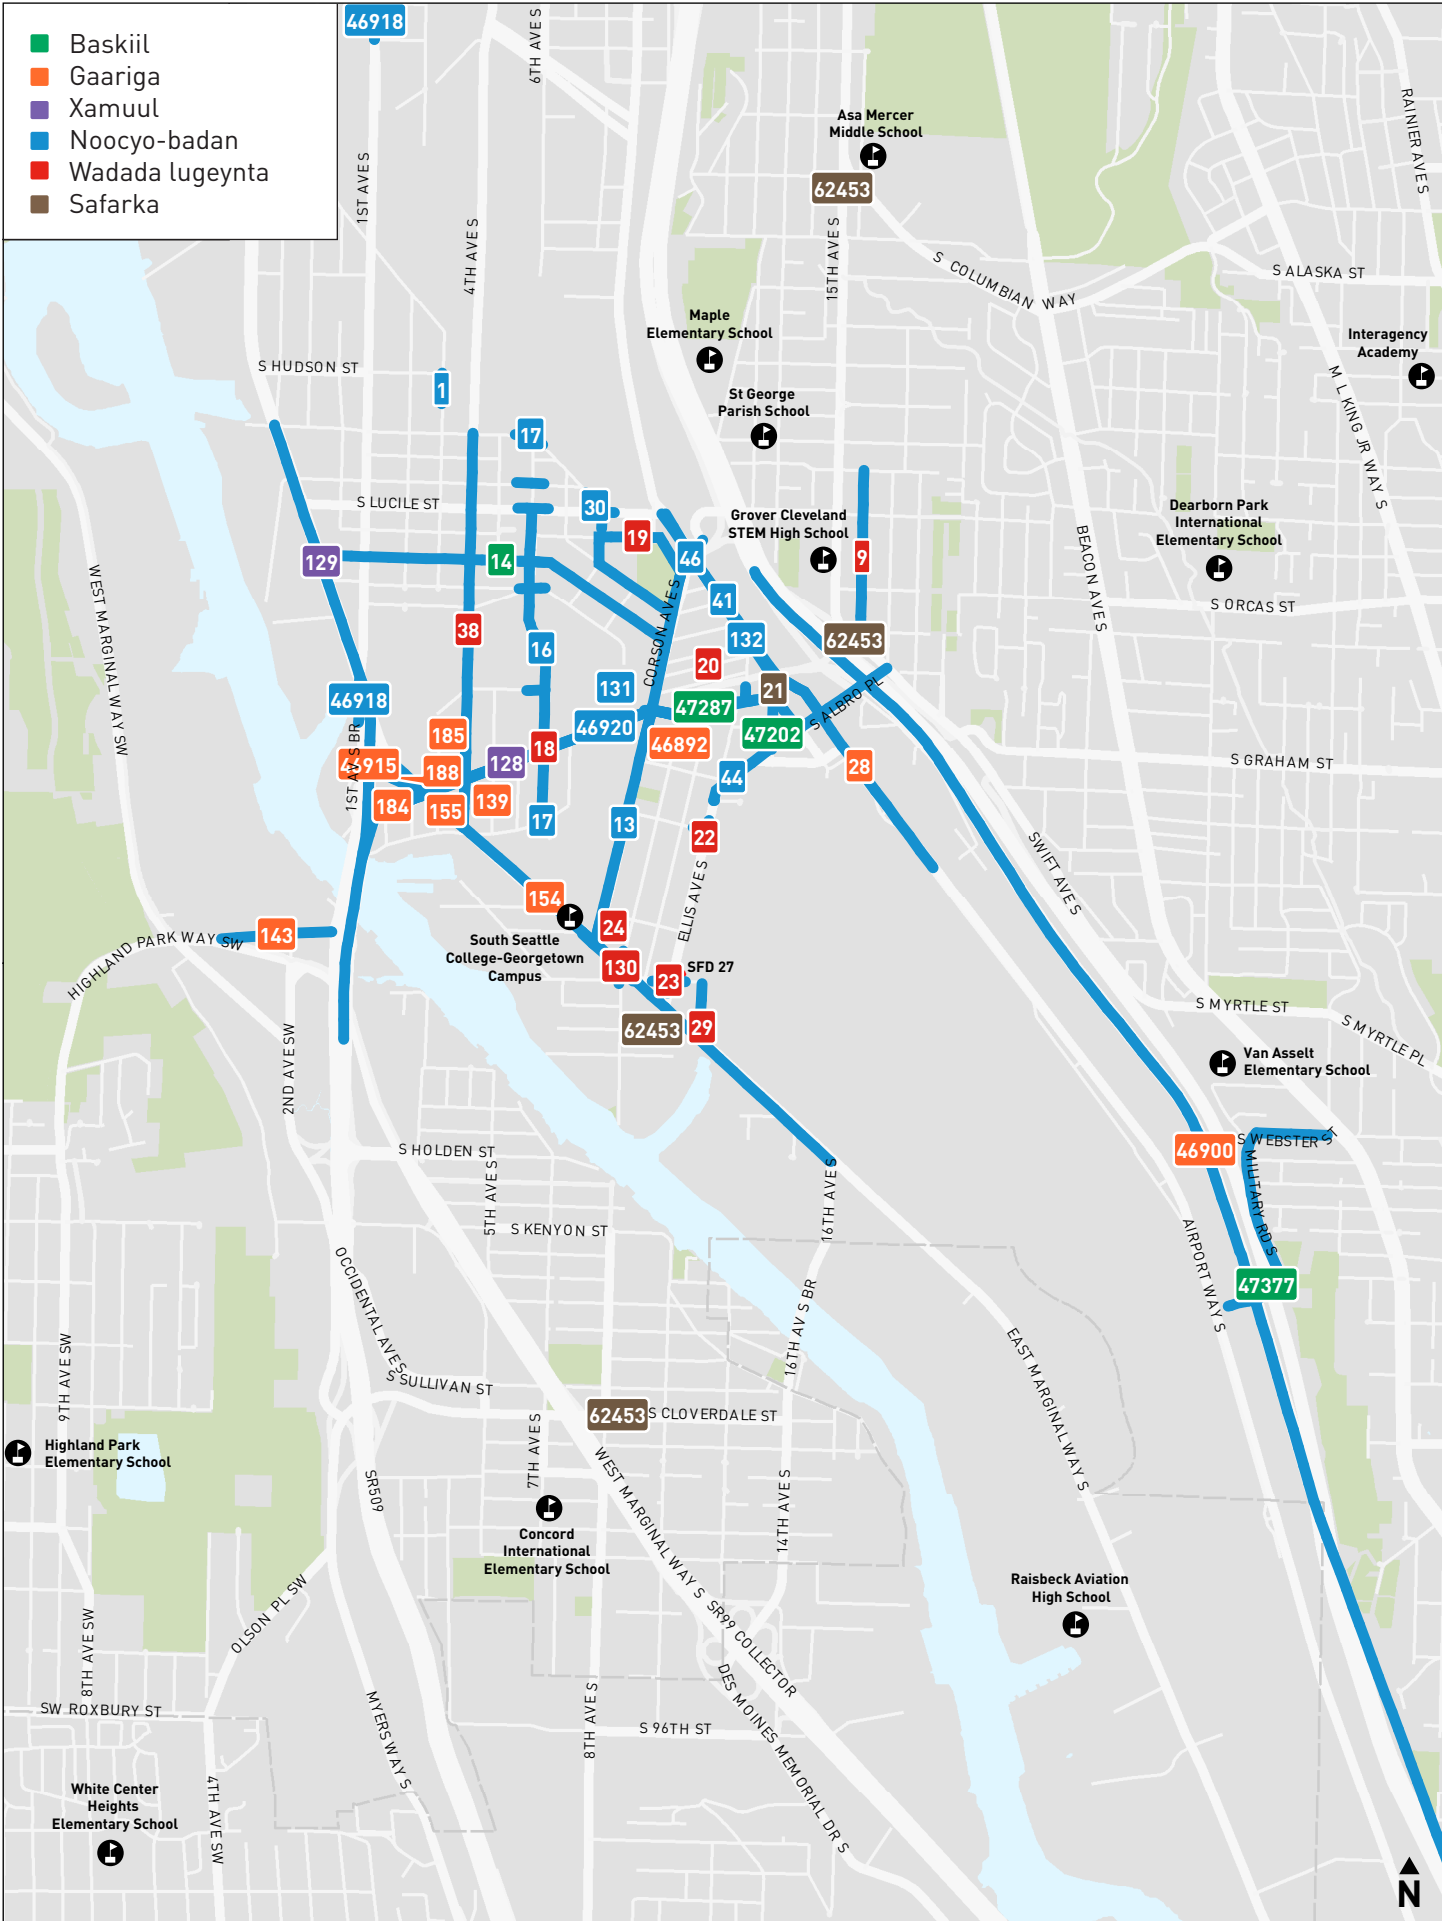 Baskiil
Gaariga
Xamuul
Noocyo-badan
Wadada lugeynta
Safarka
46918
6TH AVE S
1ST AVE S
4TH AVE S
15TH AVE S
RAINIER AVE S
Asa Mercer
Middle School
62453
S COLUMBIAN WAY
S ALASKA ST
Maple
Elementary School
Interagency
Academy
S HUDSON ST
1
St George
Parish School
M L KING JR WAY S
17
S LUCILE ST
30
19
Grover Cleveland
STEM High School
Dearborn Park
International
Elementary School
129
14
46
9
BEACON AVE S
WEST MARGINAL WAY SW
41
S ORCAS ST
38
132
62453
16
CORSON AVE S
20
131
21
46918
47287
S ALBRO PL
46920
47202
185
46892
18
1ST AV S BR
128
188
28
S GRAHAM ST
44
184
155
139
17
13
22
SWIFT AVE S
ELLIS AVE S
154
24
143
HIGHLAND PARK WAY SW
South Seattle
College-Georgetown
Campus
130
23
SFD 27
62453
29
S MYRTLE ST
S MYRTLE PL
2ND AVE SW
Van Asselt
Elementary School
S HOLDEN ST
46900
S WEBSTER ST
MILITARY RD S
5TH AVE S
16TH AVE S
S KENYON ST
AIRPORT WAY S
47377
OCCIDENTAL AVE S
16TH AV S BR
EAST MARGINAL WAY S
9TH AVE SW
S SULLIVAN ST
62453
S CLOVERDALE ST
Highland Park
Elementary School
7TH AVE S
WEST MARGINAL WAY S
SR509
14TH AVE S
Concord
International
Elementary School
Raisbeck Aviation
High School
OLSON PL SW
SR99 COLLECTOR
8TH AVE SW
DES MOINES MEMORIAL DR S
SW ROXBURY ST
MYERS WAY S
8TH AVE S
S 96TH ST
White Center
Heights
Elementary School
4TH AVE SW
N